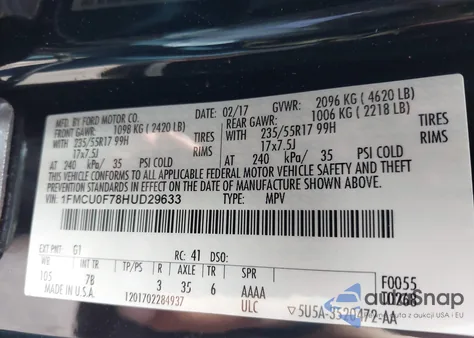 MFD. BY FORD MOTOR CO. 02/17 GVWR: 2096 KG ( 4620 LB)
FRONT GAWR: 1098 KG ( 2420 LB) REAR GAWR: 1006 KG ( 2218 LB)
WITH 235/55R17 99H TIRES WITH 235/55R17 99H TIRES
17x7.5J 17x7.5J
AT 240 kPa/ 35 PSI COLD AT 240 kPa/ 35 PSI COLD
THIS VEHICLE CONFORMS TO ALL APPLICABLE FEDERAL MOTOR VEHICLE SAFETY AND THEFT PREVENTION STANDARDS IN EFFECT ON THE DATE OF MANUFACTURE SHOWN ABOVE.
VIN: 1FMCU0F78HUD29633 TYPE: MPV
EXT PNT: G1 RC: 41 DSO:
WB INT TR TP/PS R AXLE TR SPR
105 78 3 35 6 AAAA F0055
MADE IN U.S.A. T0268
1201702284937 ULC 5U5A-3520472-AA
autoSnap